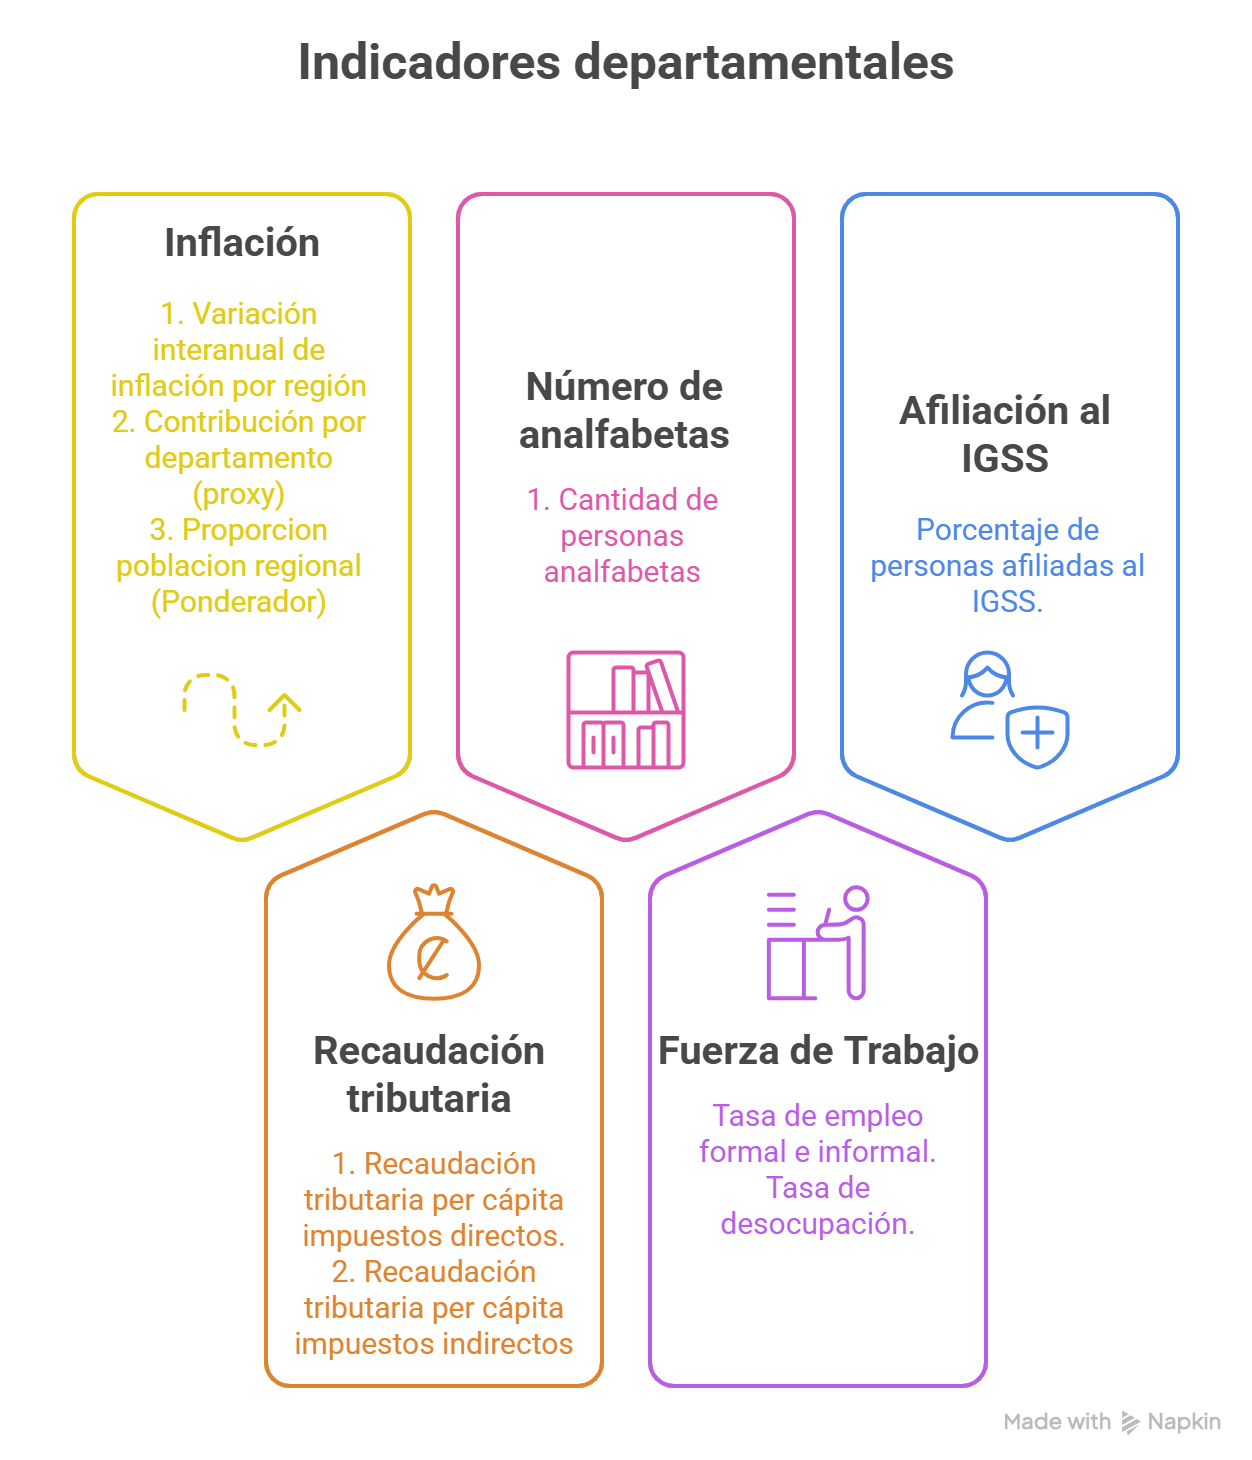 Indicadores departamentales
Inflación
1. Variación
interanual de
inflación por región
2. Contribución por
departamento
(proxy)
3. Proporcion
poblacion regional
(Ponderador)
Número de
analfabetas
1. Cantidad de
personas
analfabetas
Afiliación al
IGSS
Porcentaje de
personas afiliadas al
IGSS.
Recaudación
tributaria
1. Recaudación
tributaria per cápita
impuestos directos.
2. Recaudación
tributaria per cápita
impuestos indirectos
Fuerza de Trabajo
Tasa de empleo
formal e informal.
Tasa de
desocupación.
Made with Napkin